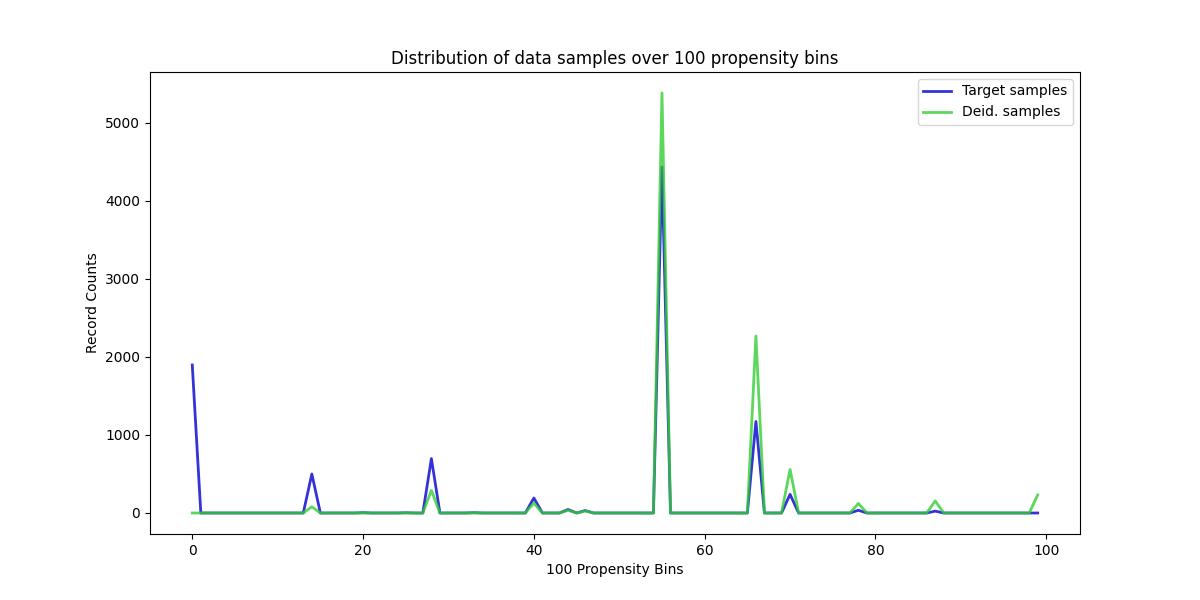 Distribution of data samples over 100 propensity bins
Target samples
Deid. samples
5000
4000
3000
2000
1000
0
Record Counts
0 20 40 60 80 100
100 Propensity Bins